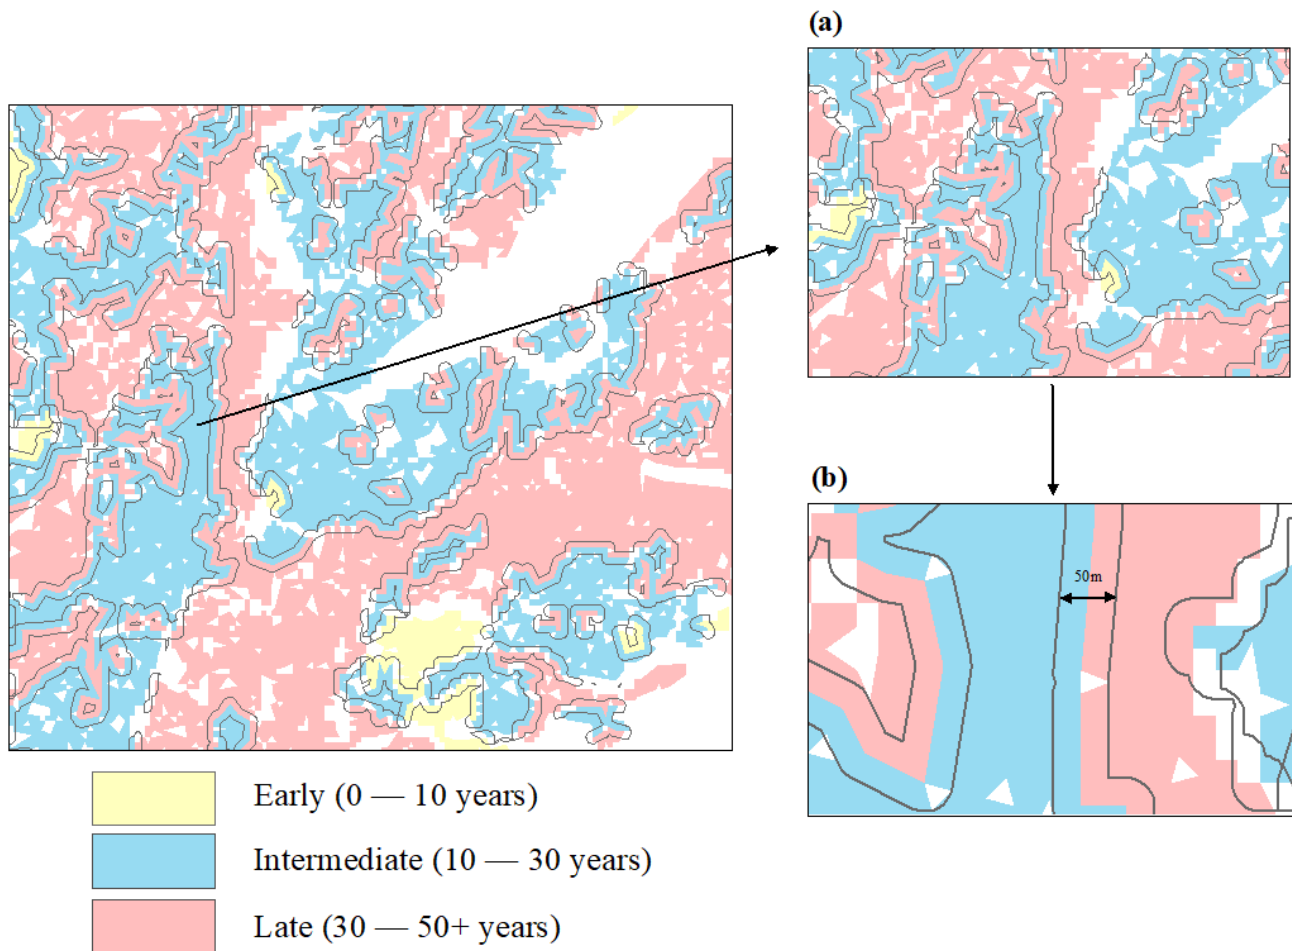 (a)
(b)
50m
Early (0 — 10 years)
Intermediate (10 — 30 years)
Late (30 — 50+ years)